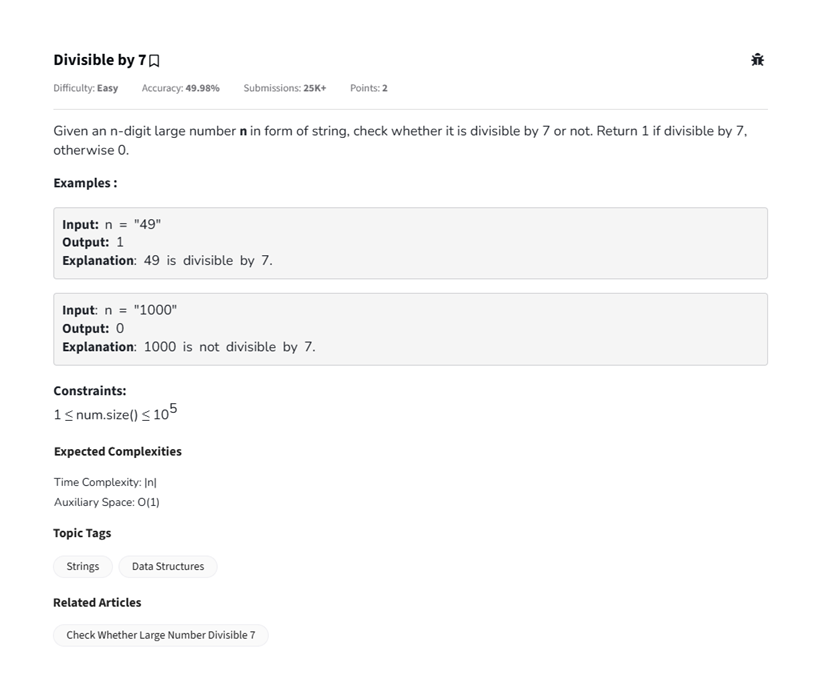 Divisible by 7
Difficulty: Easy Accuracy: 49.98% Submissions: 25K+ Points: 2
Given an n-digit large number n in form of string, check whether it is divisible by 7 or not. Return 1 if divisible by 7,
otherwise 0.
Examples :
Input: n = "49"
Output: 1
Explanation: 49 is divisible by 7.
Input: n = "1000"
Output: 0
Explanation: 1000 is not divisible by 7.
Constraints:
1 ≤ num.size() ≤ 10^5
Expected Complexities
Time Complexity: |n|
Auxiliary Space: O(1)
Topic Tags
Strings Data Structures
Related Articles
Check Whether Large Number Divisible 7